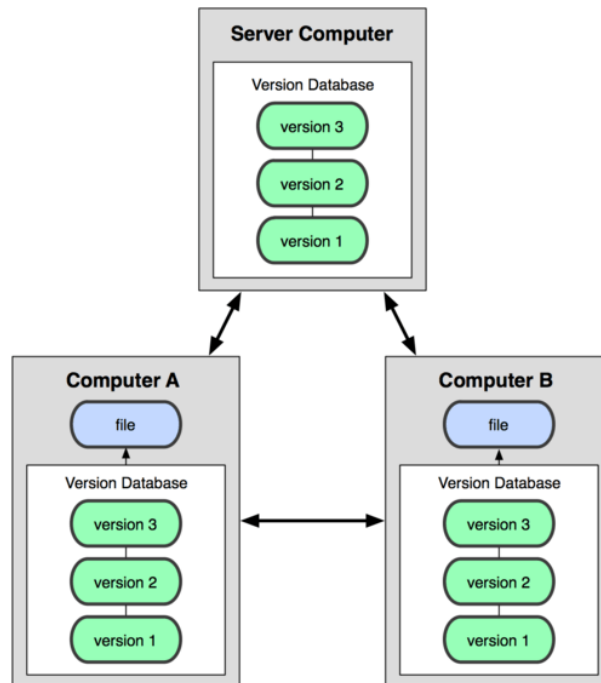 Server Computer
Version Database
version 3
version 2
version 1
Computer A
file
Version Database
version 3
version 2
version 1
Computer B
file
Version Database
version 3
version 2
version 1